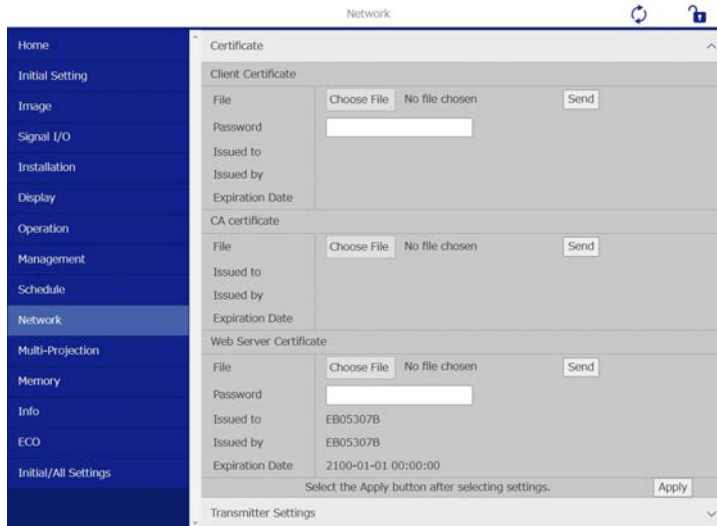 Network
Home
Initial Setting
Image
Signal I/O
Installation
Display
Operation
Management
Schedule
Network
Multi-Projection
Memory
Info
ECO
Initial/All Settings
Certificate
Client Certificate
File Choose File No file chosen Send
Password
Issued to
Issued by
Expiration Date
CA certificate
File Choose File No file chosen Send
Issued to
Issued by
Expiration Date
Web Server Certificate
File Choose File No file chosen Send
Password
Issued to EB05307B
Issued by EB05307B
Expiration Date 2100-01-01 00:00:00
Select the Apply button after selecting settings. Apply
Transmitter Settings